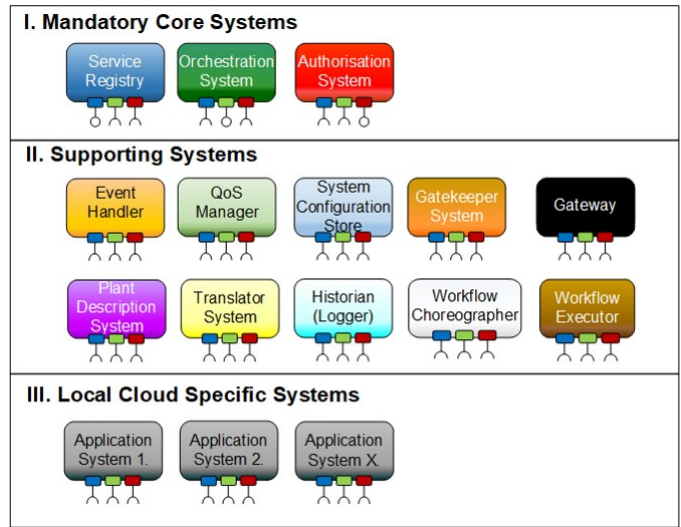 I. Mandatory Core Systems
Service
Registry
Orchestration
System
Authorisation
System
II. Supporting Systems
Event
Handler
QoS
Manager
System
Configuration
Store
Gatekeeper
System
Gateway
Plant
Description
System
Translator
System
Historian
(Logger)
Workflow
Choreographer
Workflow
Executor
III. Local Cloud Specific Systems
Application
System 1.
Application
System 2.
Application
System X.